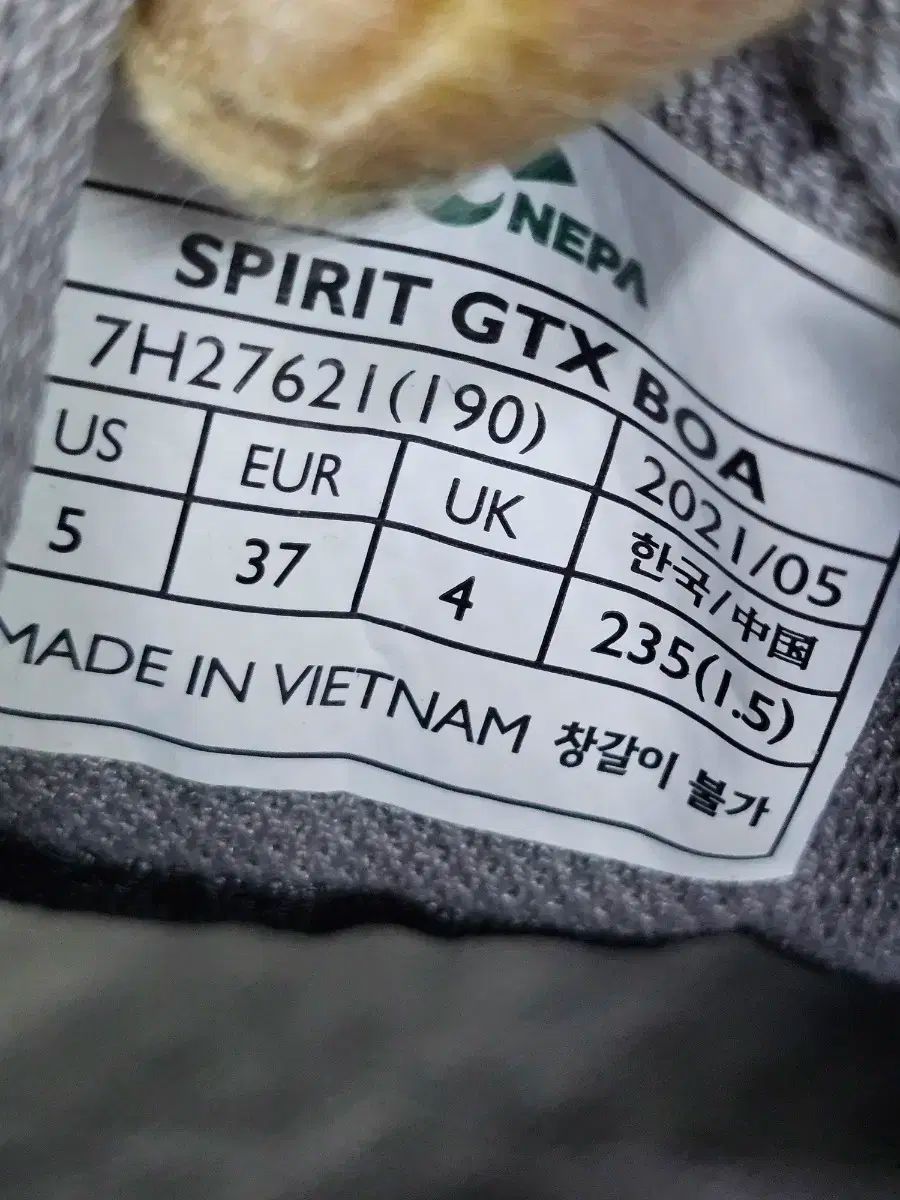 NEPA
SPIRIT GTX BOA
7H27621(190) 2021/05
US EUR UK 한국/中国
5 37 4 235(1.5)
MADE IN VIETNAM 창갈이 불가